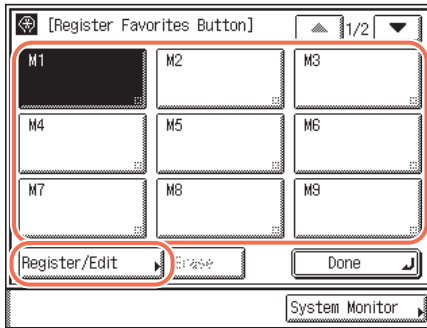 [Register Favorites Button] 1/2
M1 M2 M3
M4 M5 M6
M7 M8 M9
Register/Edit Erase Done
System Monitor